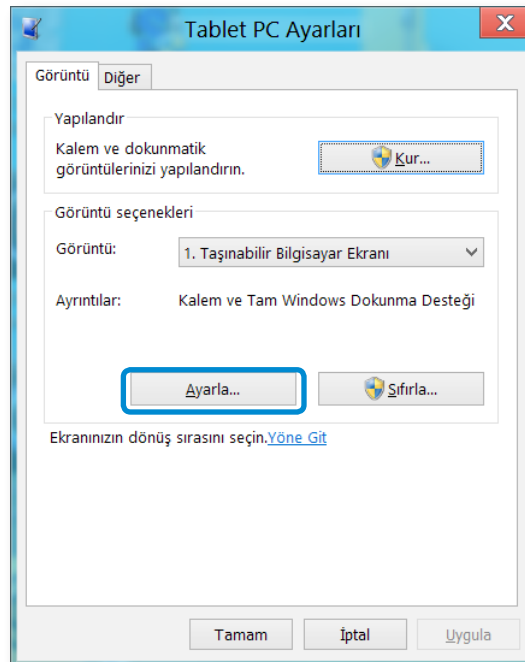 Tablet PC Ayarları
Görüntü
Diğer
Yapılandır
Kalem ve dokunmatik
görüntülerinizi yapılandırın.
Kur...
Görüntü seçenekleri
Görüntü:
1. Taşınabilir Bilgisayar Ekranı
Ayrıntılar:
Kalem ve Tam Windows Dokunma Desteği
Ayarla...
Sıfırla...
Ekranınızın dönüş sırasını seçin.Yöne Git
Tamam
İptal
Uygula